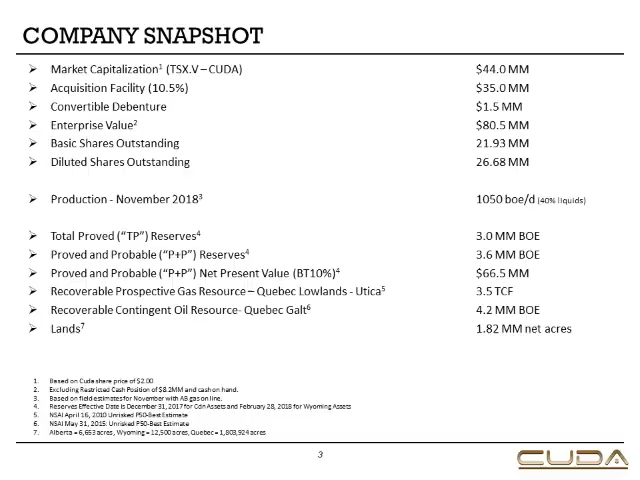 COMPANY SNAPSHOT
➢ Market Capitalization¹ (TSX.V – CUDA) $44.0 MM
➢ Acquisition Facility (10.5%) $35.0 MM
➢ Convertible Debenture $1.5 MM
➢ Enterprise Value² $80.5 MM
➢ Basic Shares Outstanding 21.93 MM
➢ Diluted Shares Outstanding 26.68 MM
➢ Production - November 2018³ 1050 boe/d (40% liquids)
➢ Total Proved (“TP”) Reserves⁴ 3.0 MM BOE
➢ Proved and Probable (“P+P”) Reserves⁴ 3.6 MM BOE
➢ Proved and Probable (“P+P”) Net Present Value (BT10%)⁴ $66.5 MM
➢ Recoverable Prospective Gas Resource – Quebec Lowlands - Utica⁵ 3.5 TCF
➢ Recoverable Contingent Oil Resource- Quebec Galt⁶ 4.2 MM BOE
➢ Lands⁷ 1.82 MM net acres
1. Based on Cuda share price of $2.00
2. Excluding Restricted Cash Position of $8.2MM and cash on hand.
3. Based on field estimates for November with AB gas on line.
4. Reserves Effective Date is December 31, 2017 for Cdn Assets and February 28, 2018 for Wyoming Assets
5. NSAI April 16, 2010 Unrisked P50-Best Estimate
6. NSAI May 31, 2015: Unrisked P50-Best Estimate
7. Alberta = 6,653 acres, Wyoming = 12,500 acres, Quebec = 1,803,924 acres
3
CUDA